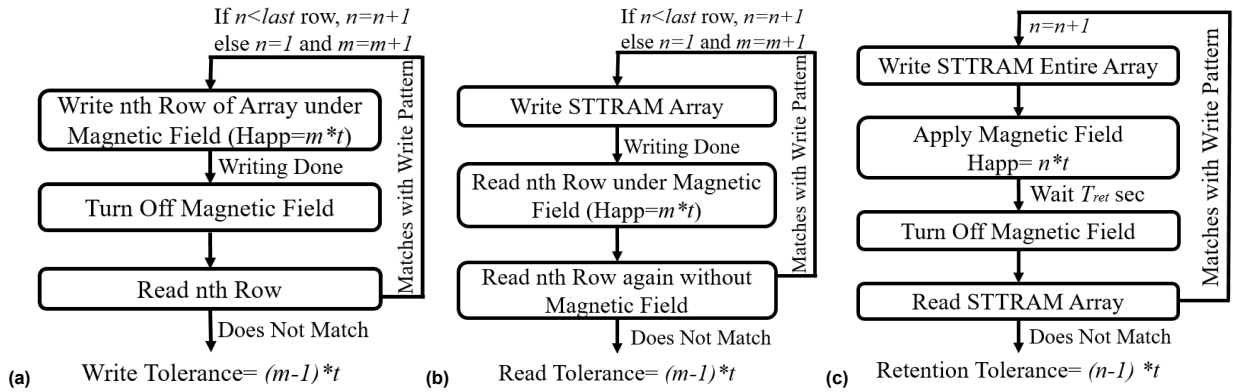 If n<last row, n=n+1
else n=1 and m=m+1
Write nth Row of Array under
Magnetic Field (Happ=m*t)
Writing Done
Turn Off Magnetic Field
Read nth Row
Matches with Write Pattern
Does Not Match
(a) Write Tolerance= (m-1)*t
If n<last row, n=n+1
else n=1 and m=m+1
Write STTRAM Array
Writing Done
Read nth Row under Magnetic
Field (Happ=m*t)
Read nth Row again without
Magnetic Field
Matches with Write Pattern
Does Not Match
(b) Read Tolerance= (m-1)*t
n=n+1
Write STTRAM Entire Array
Apply Magnetic Field
Happ= n*t
Wait Tret sec
Turn Off Magnetic Field
Read STTRAM Array
Matches with Write Pattern
Does Not Match
(c) Retention Tolerance= (n-1) *t